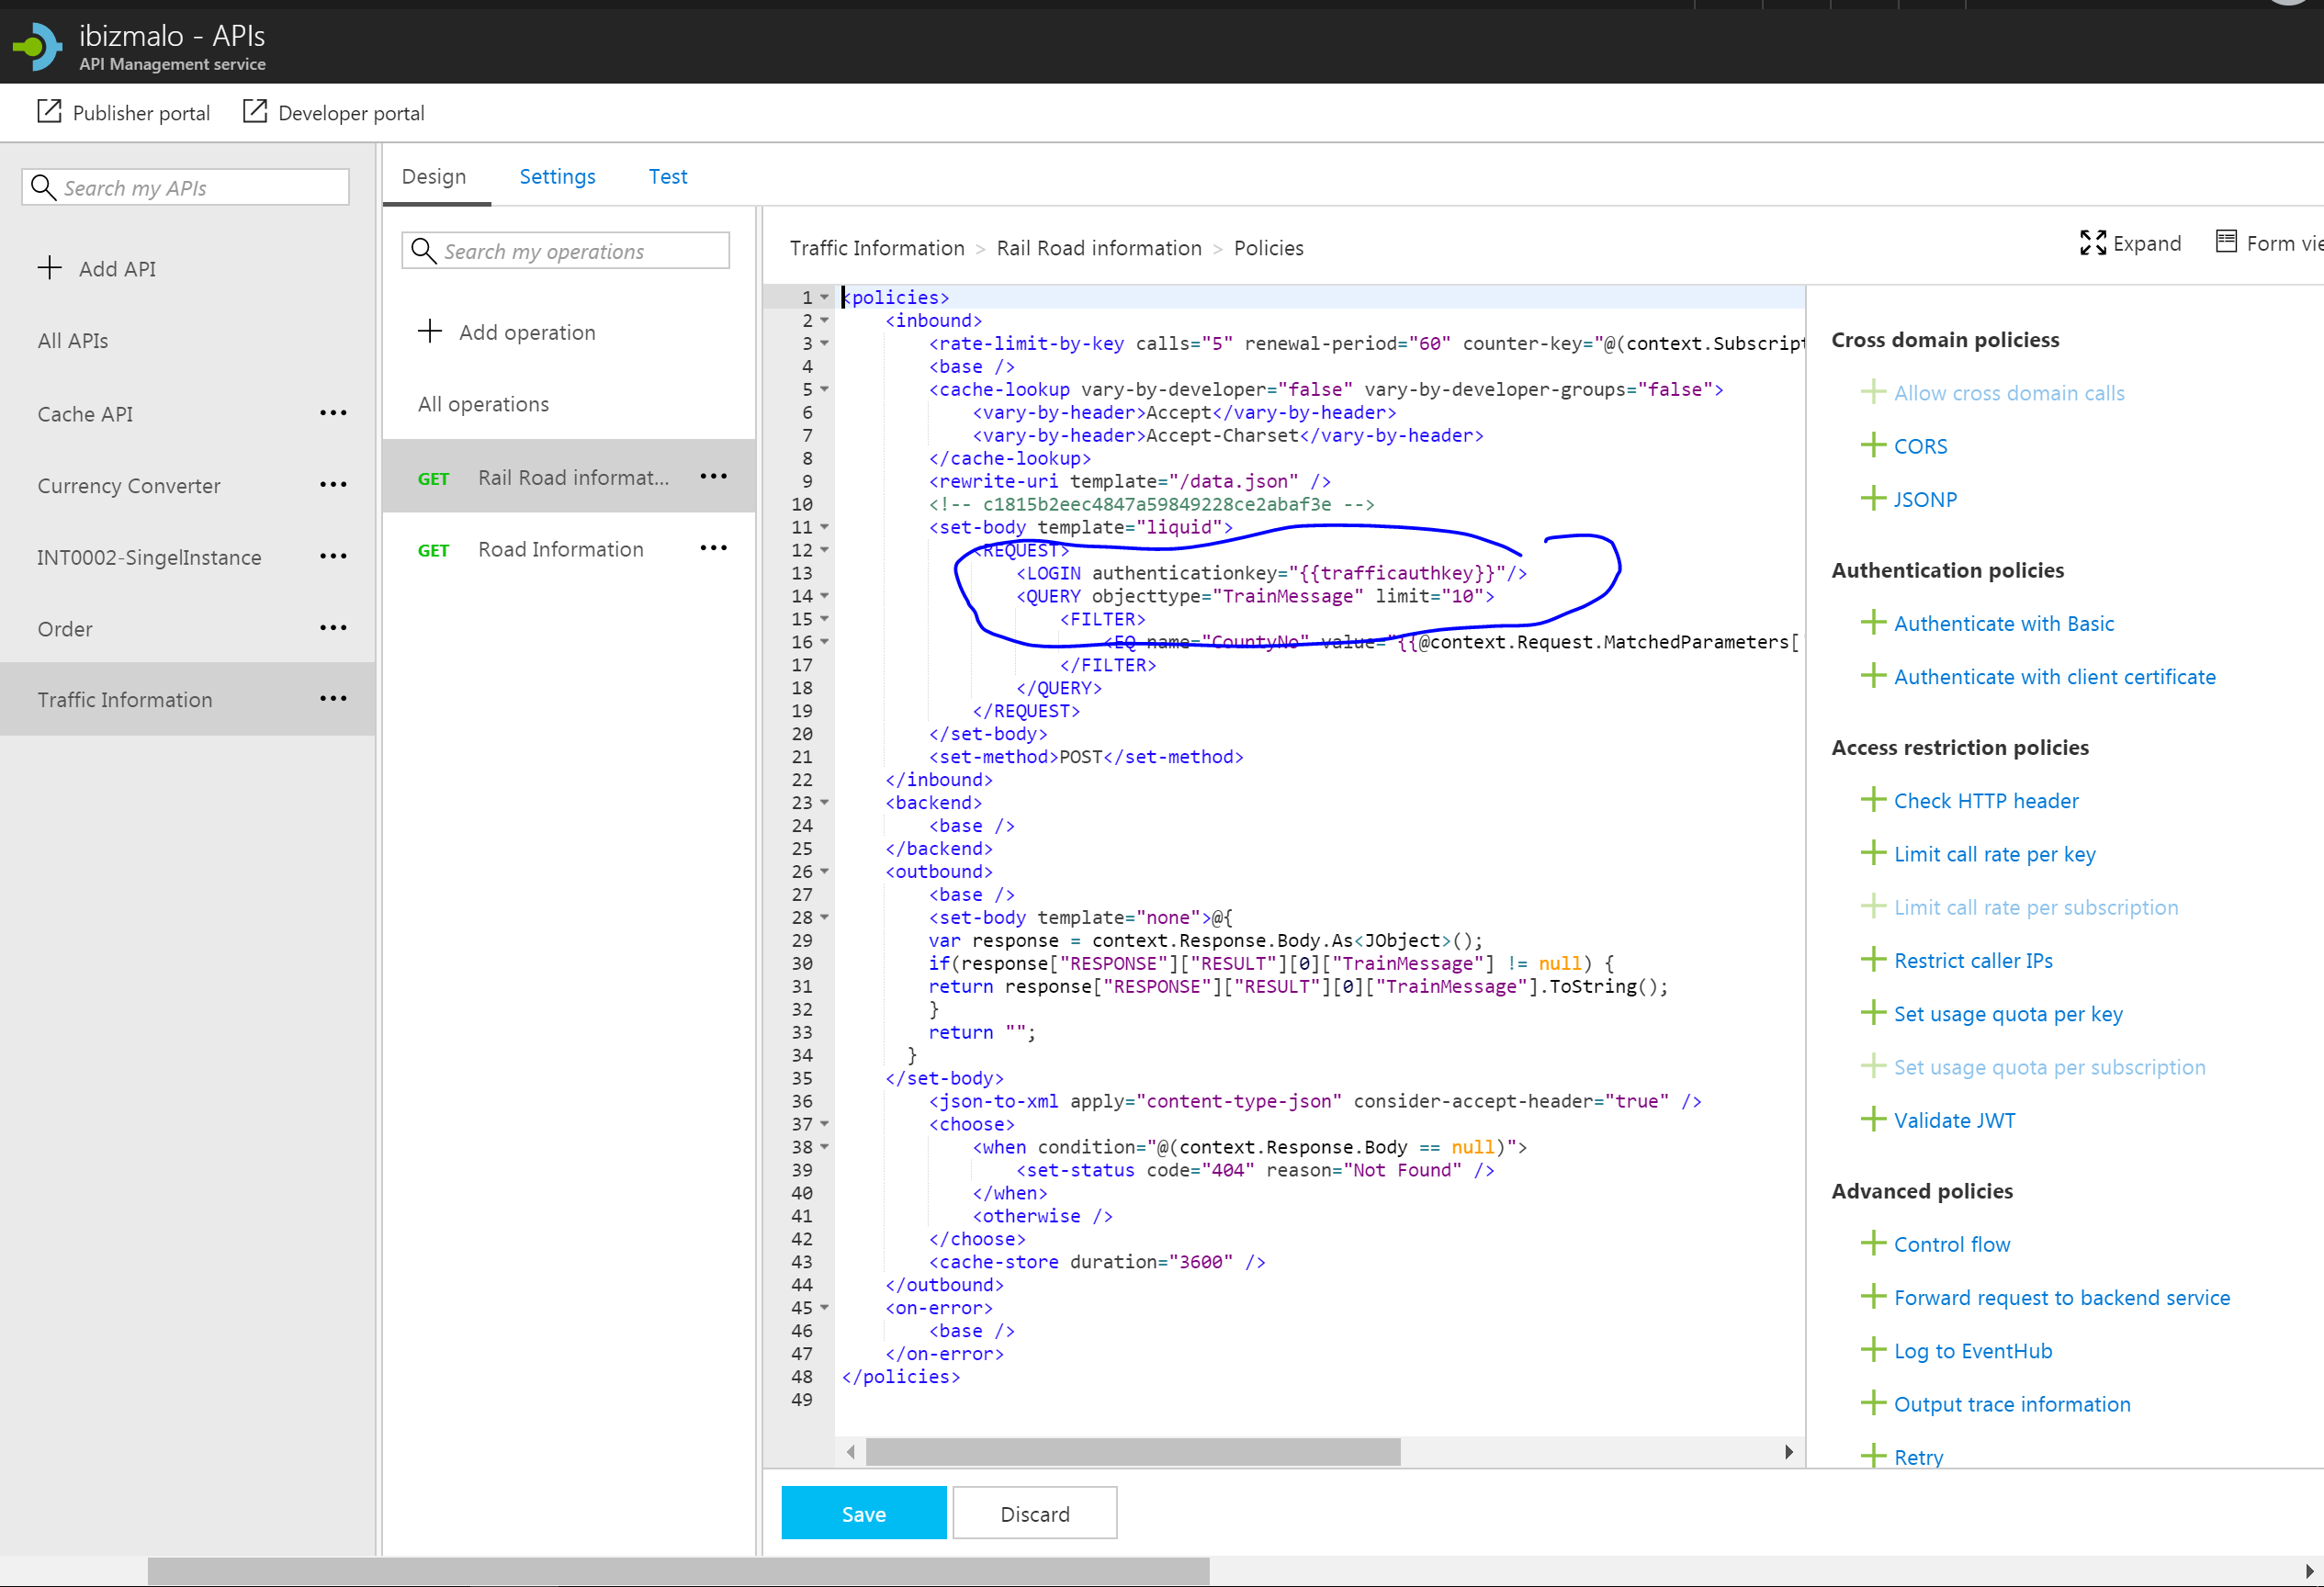 ibizmalo - APIs
API Management service
Publisher portal
Developer portal
Search my APIs
Add API
All APIs
Cache API
Currency Converter
INT0002-SingelInstance
Order
Traffic Information
Design Settings Test
Search my operations
Add operation
All operations
GET Rail Road informat...
GET Road Information
Traffic Information > Rail Road information > Policies
Expand
Form vie
1 <policies>
2 <inbound>
3 <rate-limit-by-key calls="5" renewal-period="60" counter-key="@(context.Subscript
4 <base />
5 <cache-lookup vary-by-developer="false" vary-by-developer-groups="false">
6 <vary-by-header>Accept</vary-by-header>
7 <vary-by-header>Accept-Charset</vary-by-header>
8 </cache-lookup>
9 <rewrite-uri template="/data.json" />
10 <!-- c1815b2eec4847a59849228ce2abaf3e -->
11 <set-body template="liquid">
12 <REQUEST>
13 <LOGIN authenticationkey="{{trafficauthkey}}"/>
14 <QUERY objecttype="TrainMessage" limit="10">
15 <FILTER>
16 <EQ name="CountyNo" value="{{@context.Request.MatchedParameters[
17 </FILTER>
18 </QUERY>
19 </REQUEST>
20 </set-body>
21 <set-method>POST</set-method>
22 </inbound>
23 <backend>
24 <base />
25 </backend>
26 <outbound>
27 <base />
28 <set-body template="none">@{
29 var response = context.Response.Body.As<JObject>();
30 if(response["RESPONSE"]["RESULT"][0]["TrainMessage"] != null) {
31 return response["RESPONSE"]["RESULT"][0]["TrainMessage"].ToString();
32 }
33 return "";
34 }
35 </set-body>
36 <json-to-xml apply="content-type-json" consider-accept-header="true" />
37 <choose>
38 <when condition="@(context.Response.Body == null)">
39 <set-status code="404" reason="Not Found" />
40 </when>
41 <otherwise />
42 </choose>
43 <cache-store duration="3600" />
44 </outbound>
45 <on-error>
46 <base />
47 </on-error>
48 </policies>
49
Save
Discard
Cross domain policiess
Allow cross domain calls
CORS
JSONP
Authentication policies
Authenticate with Basic
Authenticate with client certificate
Access restriction policies
Check HTTP header
Limit call rate per key
Limit call rate per subscription
Restrict caller IPs
Set usage quota per key
Set usage quota per subscription
Validate JWT
Advanced policies
Control flow
Forward request to backend service
Log to EventHub
Output trace information
Retry